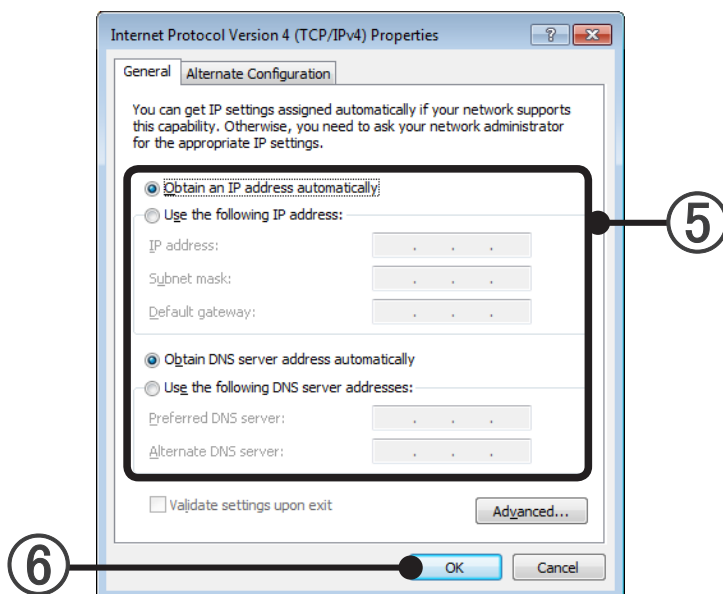 Internet Protocol Version 4 (TCP/IPv4) Properties
General Alternate Configuration
You can get IP settings assigned automatically if your network supports
this capability. Otherwise, you need to ask your network administrator
for the appropriate IP settings.
Obtain an IP address automatically
Use the following IP address:
IP address:
Subnet mask:
Default gateway:
⑤
Obtain DNS server address automatically
Use the following DNS server addresses:
Preferred DNS server:
Alternate DNS server:
Validate settings upon exit
Advanced...
⑥
OK Cancel